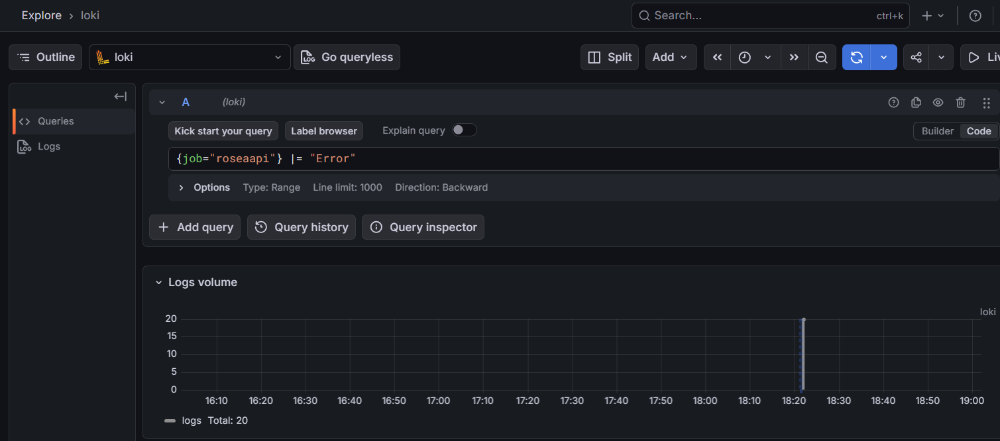 Explore › loki
Search... ctrl+k
Outline loki Go queryless Split Add
Queries
Logs
A (loki)
Kick start your query Label browser Explain query Builder Code
{job="roseaapi"} |= "Error"
Options Type: Range Line limit: 1000 Direction: Backward
+ Add query Query history Query inspector
Logs volume
loki
20
15
10
5
0
16:10 16:20 16:30 16:40 16:50 17:00 17:10 17:20 17:30 17:40 17:50 18:00 18:10 18:20 18:30 18:40 18:50 19:00
logs Total: 20